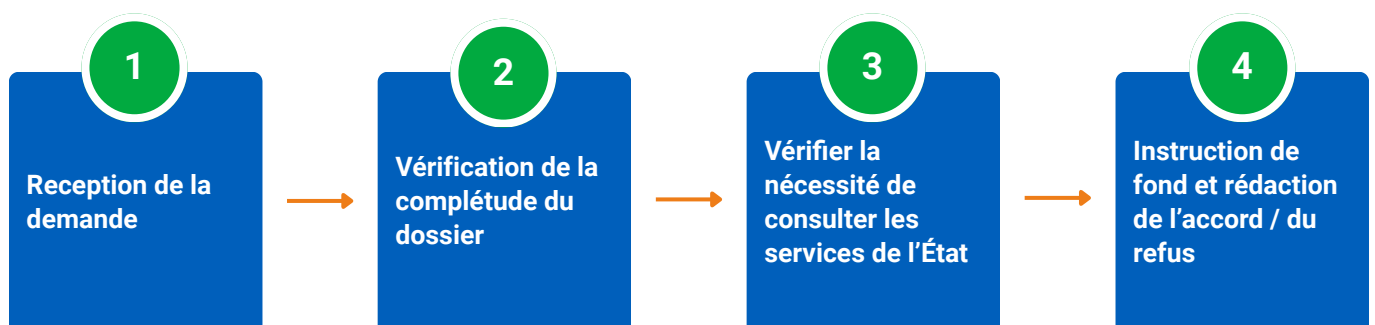 1
Reception de la
demande
2
Vérification de la
complétude du
dossier
3
Vérifier la
nécessité de
consulter les
services de l’État
4
Instruction de
fond et rédaction
de l’accord / du
refus